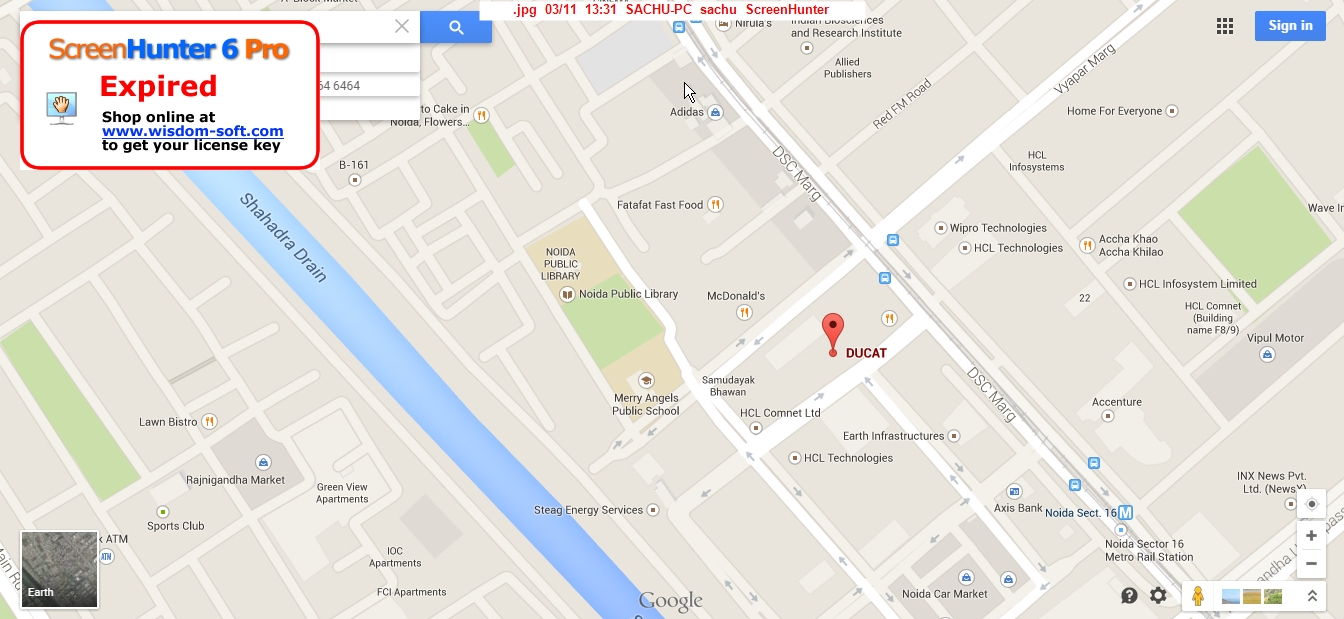 .jpg 03/11 13:31 SACHU-PC sachu ScreenHunter
ScreenHunter 6 Pro
Expired
Shop online at
www.wisdom-soft.com
to get your license key
64 6464
Sign in
Nirula's
Indian Biosciences
and Research Institute
Allied
Publishers
Vyapar Marg
Red FM Road
Home For Everyone
Adidas
to Cake in
Noida, Flowers...
B-161
DSC Marg
HCL
Infosystems
Shahadra Drain
Fatafat Fast Food
Wave In
Wipro Technologies
HCL Technologies
Accha Khao
Accha Khilao
NOIDA
PUBLIC
LIBRARY
Noida Public Library
McDonald's
22
HCL Infosystem Limited
HCL Comnet
(Building
name F8/9)
Vipul Motor
DUCAT
Samudayak
Bhawan
Merry Angels
Public School
HCL Comnet Ltd
DSC Marg
Accenture
Lawn Bistro
Earth Infrastructures
HCL Technologies
Rajnigandha Market
Green View
Apartments
INX News Pvt.
Ltd. (NewsX)
Axis Bank
Noida Sect. 16
M
Steag Energy Services
Sports Club
x ATM
ATM
IOC
Apartments
Noida Sector 16
Metro Rail Station
FCI Apartments
Noida Car Market
Earth
Google